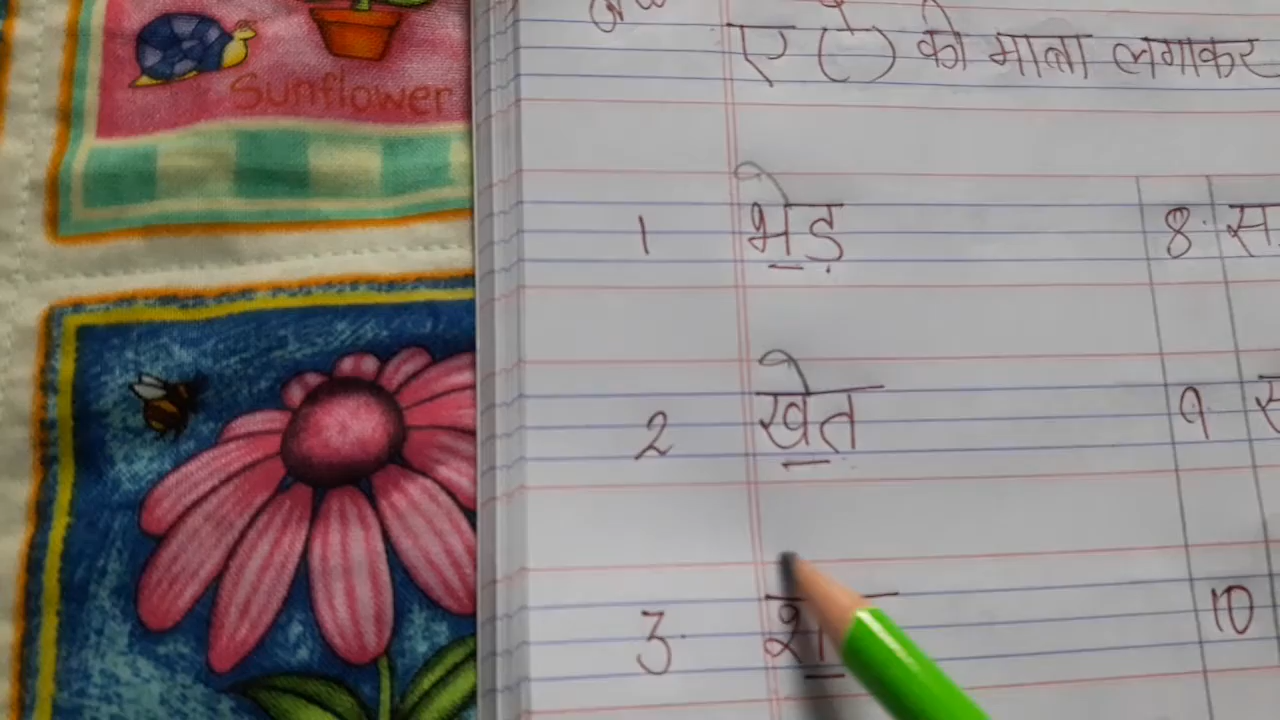 Sunflower
ए ( े ) की मात्रा लगाकर
1 भेड़
8. स
2 खेत
9. स
3. श
10